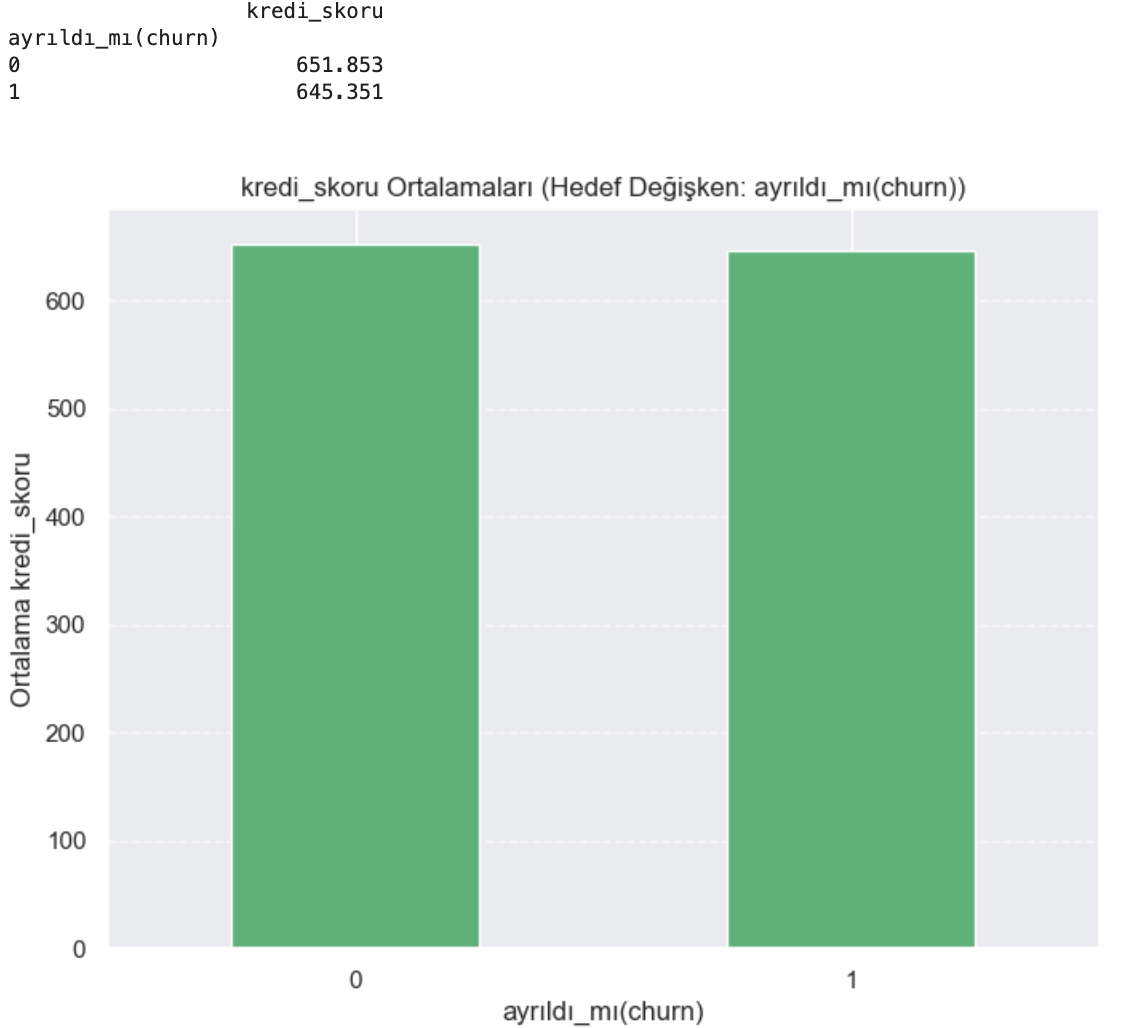 kredi_skoru
ayrıldı_mı(churn)
0 651.853
1 645.351
kredi_skoru Ortalamaları (Hedef Değişken: ayrıldı_mı(churn))
Ortalama kredi_skoru
600
500
400
300
200
100
0
0 1
ayrıldı_mı(churn)